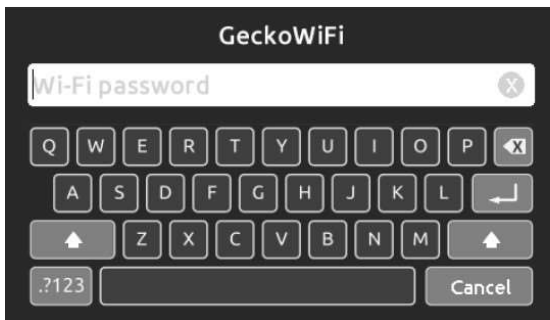 GeckoWiFi
Wi-Fi password
Q W E R T Y U I O P
A S D F G H J K L
Z X C V B N M
.?123 Cancel